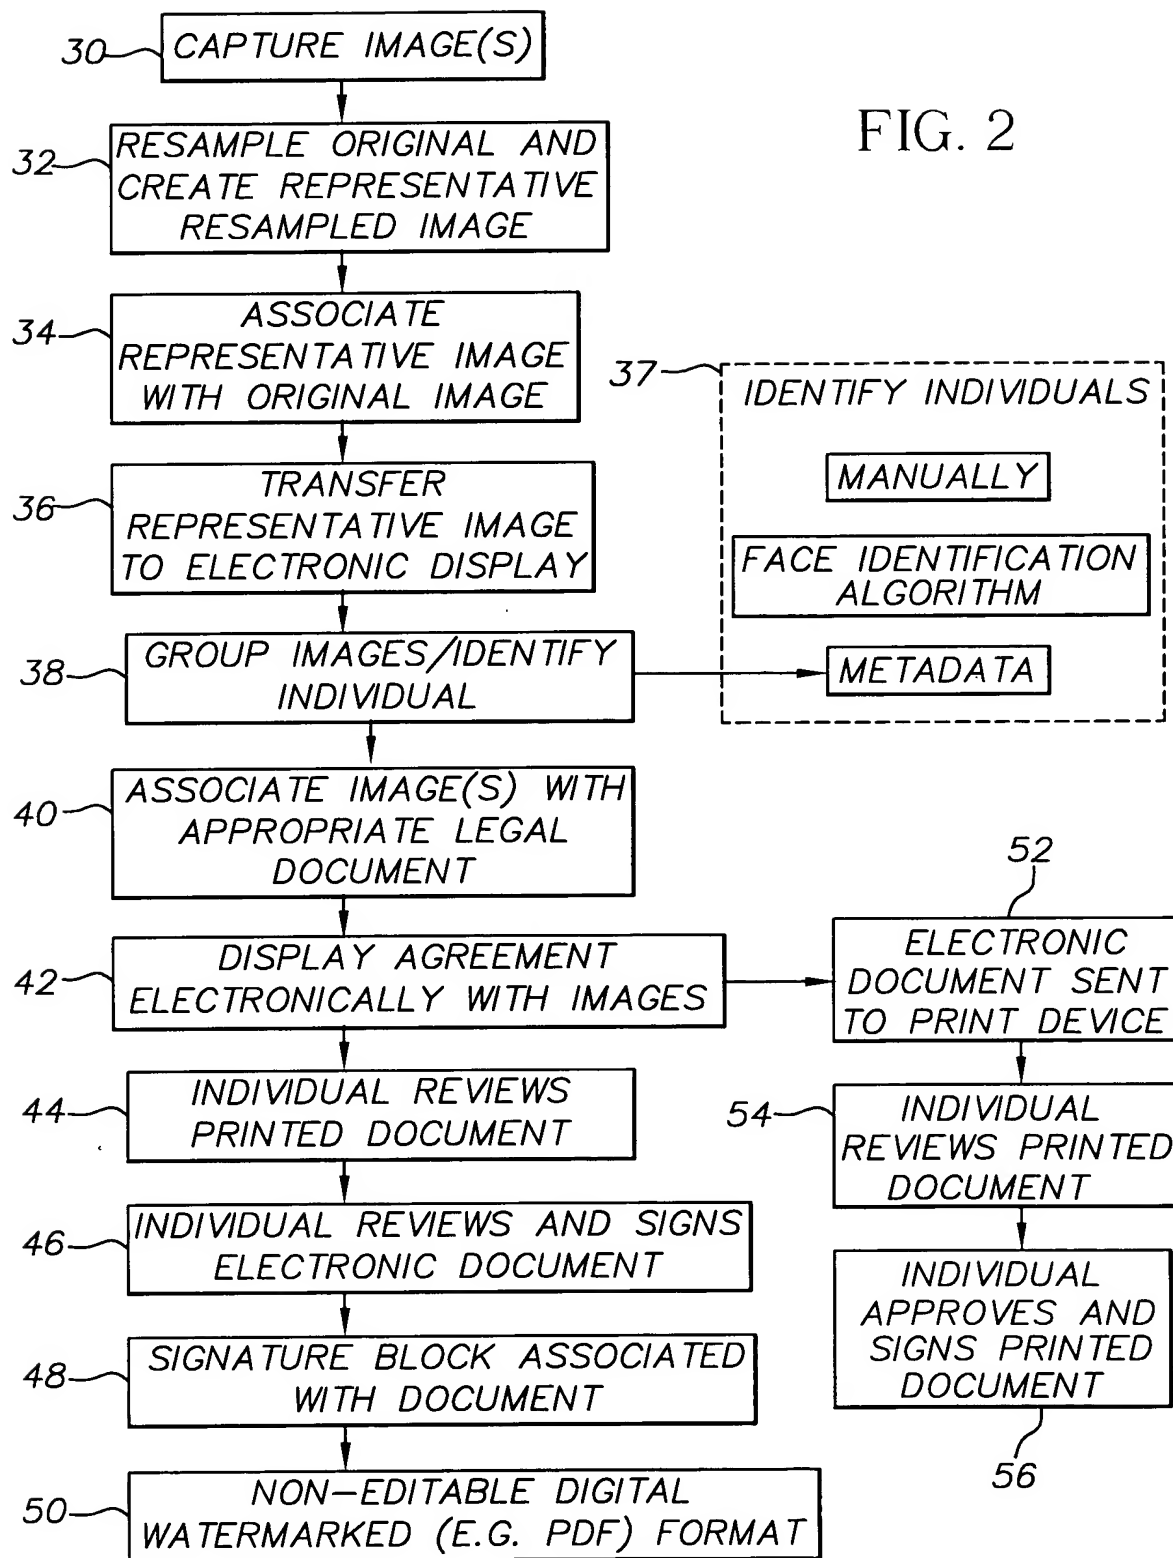 30
CAPTURE IMAGE(S)
FIG. 2
32
RESAMPLE ORIGINAL AND
CREATE REPRESENTATIVE
RESAMPLED IMAGE
34
ASSOCIATE
REPRESENTATIVE IMAGE
WITH ORIGINAL IMAGE
36
TRANSFER
REPRESENTATIVE IMAGE
TO ELECTRONIC DISPLAY
37
IDENTIFY INDIVIDUALS
MANUALLY
FACE IDENTIFICATION
ALGORITHM
METADATA
38
GROUP IMAGES/IDENTIFY
INDIVIDUAL
40
ASSOCIATE IMAGE(S) WITH
APPROPRIATE LEGAL
DOCUMENT
42
DISPLAY AGREEMENT
ELECTRONICALLY WITH IMAGES
44
INDIVIDUAL REVIEWS
PRINTED DOCUMENT
46
INDIVIDUAL REVIEWS AND SIGNS
ELECTRONIC DOCUMENT
48
SIGNATURE BLOCK ASSOCIATED
WITH DOCUMENT
50
NON-EDITABLE DIGITAL
WATERMARKED (E.G. PDF) FORMAT
52
ELECTRONIC
DOCUMENT SENT
TO PRINT DEVICE
54
INDIVIDUAL
REVIEWS PRINTED
DOCUMENT
INDIVIDUAL
APPROVES AND
SIGNS PRINTED
DOCUMENT
56